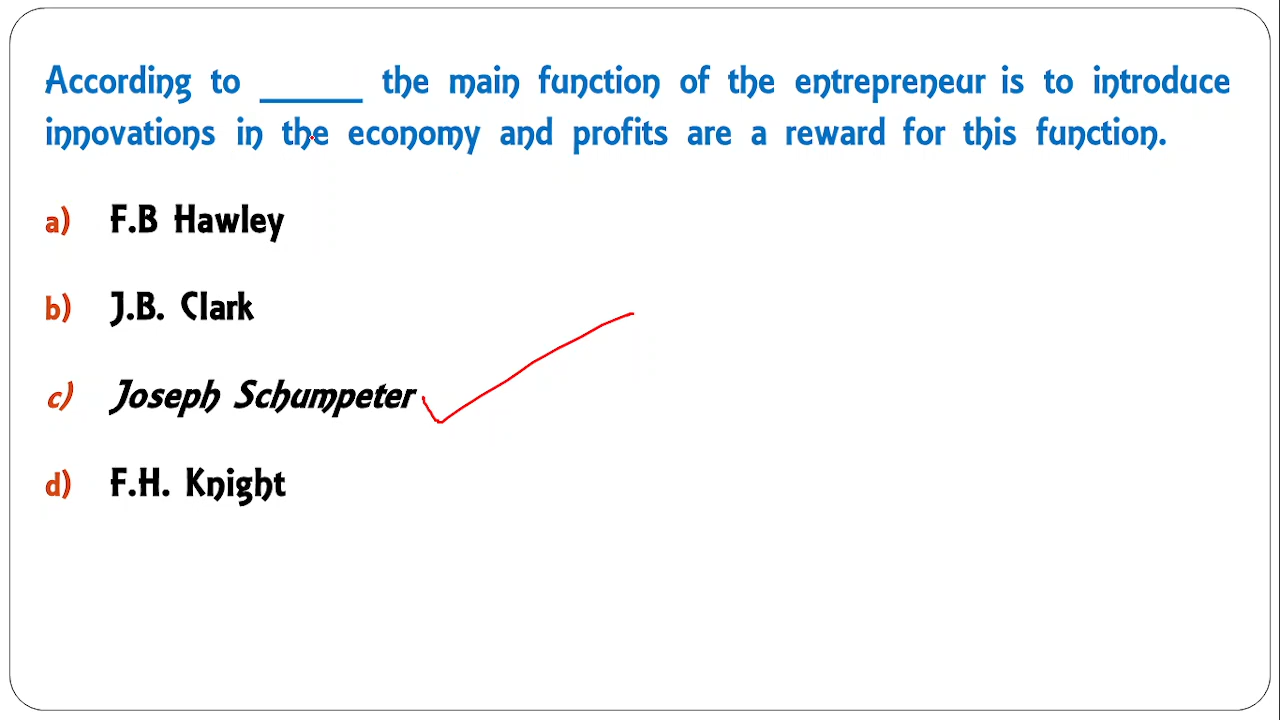 According to ______ the main function of the entrepreneur is to introduce
innovations in the economy and profits are a reward for this function.
a) F.B Hawley
b) J.B. Clark
c) Joseph Schumpeter
d) F.H. Knight